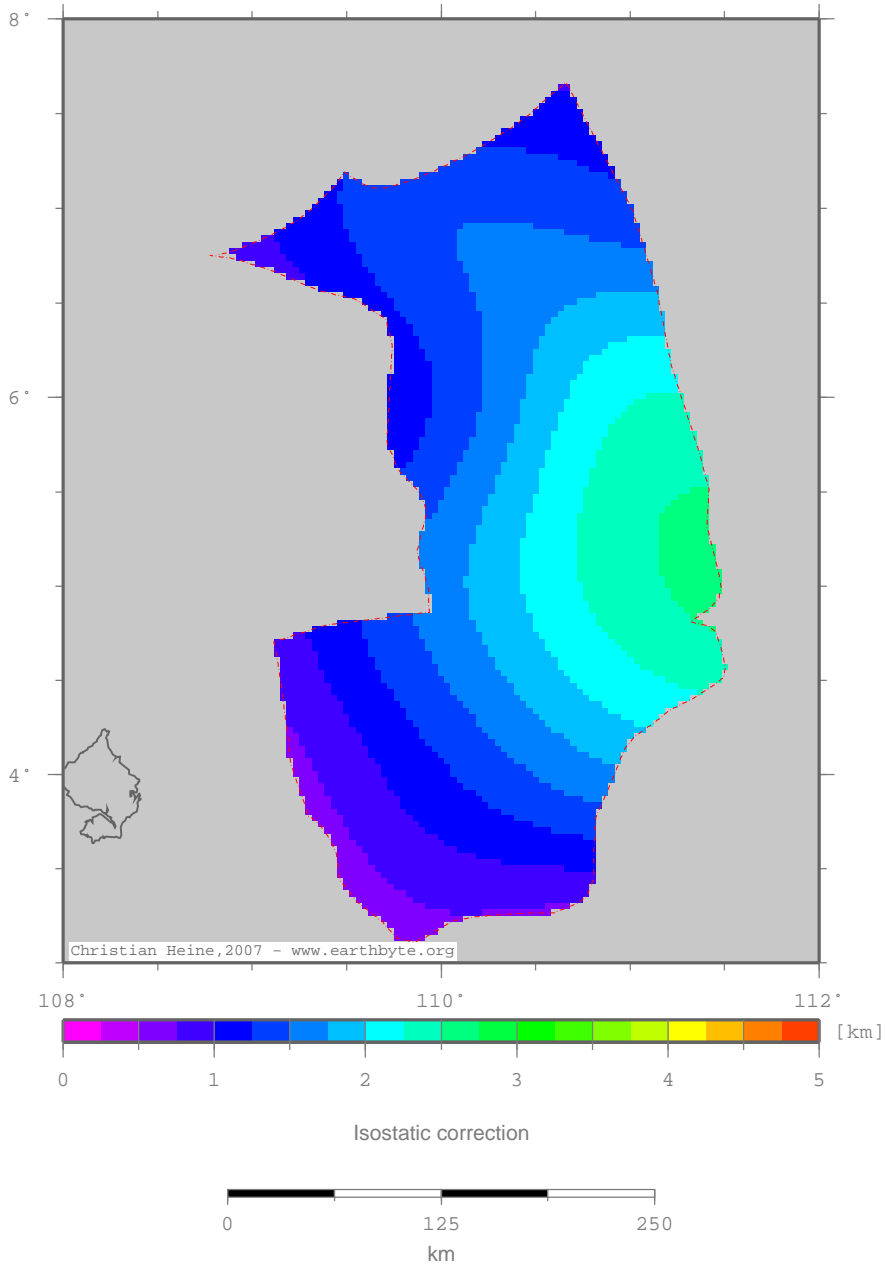 8°
6°
4°
Christian Heine,2007 - www.earthbyte.org
108° 110° 112°
[km]
0 1 2 3 4 5
Isostatic correction
0 125 250
km